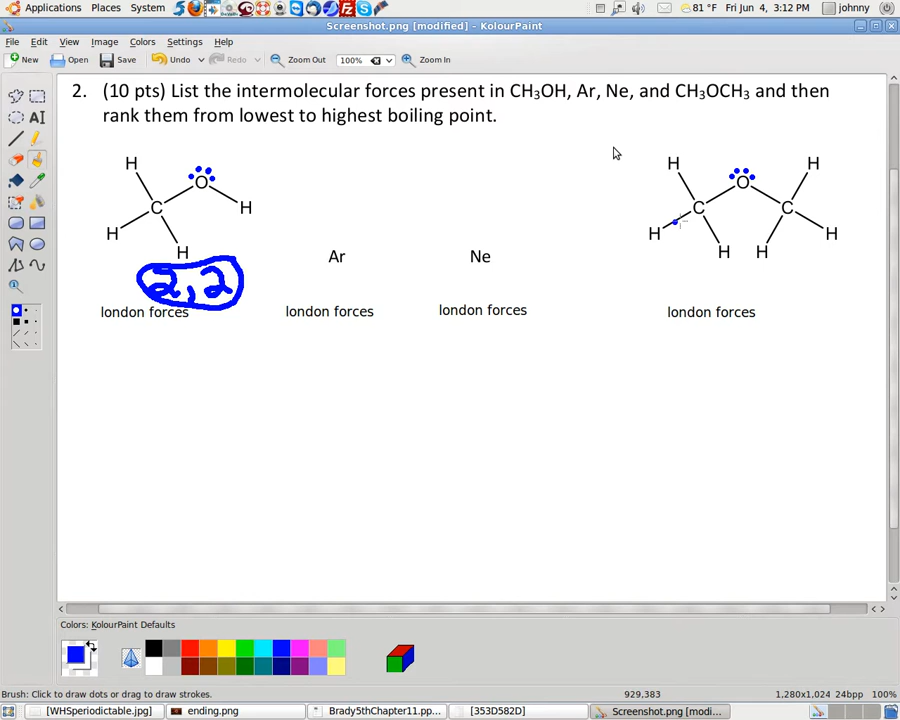 Applications Places System 81 °F Fri Jun 4, 3:12 PM johnny
Screenshot.png [modified] - KolourPaint
File Edit View Image Colors Settings Help
New Open Save Undo Redo Zoom Out 100% Zoom In
2. (10 pts) List the intermolecular forces present in CH₃OH, Ar, Ne, and CH₃OCH₃ and then
rank them from lowest to highest boiling point.
H H H
O O
C H C C
H H H
H H H
Ar Ne
2,2
london forces london forces london forces london forces
Colors: KolourPaint Defaults
Brush: Click to draw dots or drag to draw strokes. 929,383 1,280x1,024 24bpp 100%
[WHSperiodictable.jpg] ending.png Brady5thChapter11.pp... [353D582D] Screenshot.png [modi...